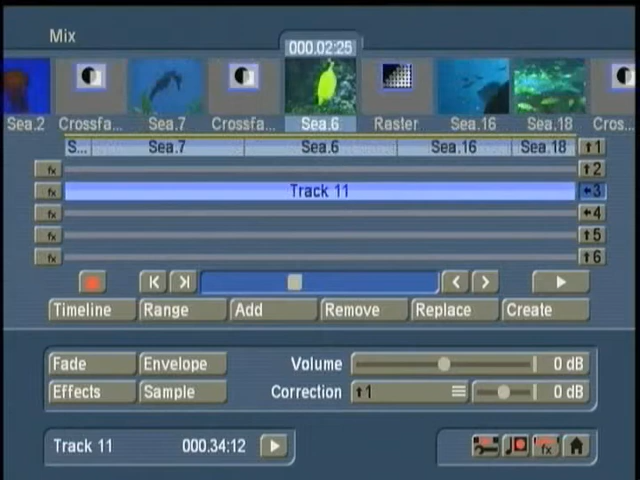 Mix
000.02:25
Sea.2 Crossfa... Sea.7 Crossfa... Sea.6 Raster Sea.16 Sea.18 Cros...
S... Sea.7 Sea.6 Sea.16 Sea.18 1
fx 2
fx Track 11 3
fx 4
fx 5
fx 6
Timeline Range Add Remove Replace Create
Fade Envelope Volume 0 dB
Effects Sample Correction 1 0 dB
Track 11 000.34:12 fx